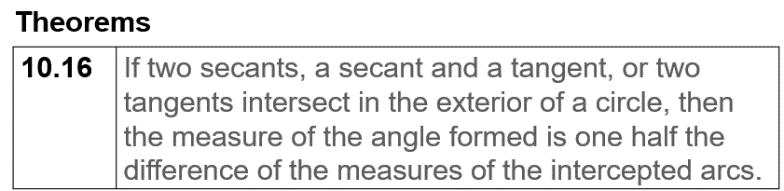 Theorems
10.16 If two secants, a secant and a tangent, or two
tangents intersect in the exterior of a circle, then
the measure of the angle formed is one half the
difference of the measures of the intercepted arcs.